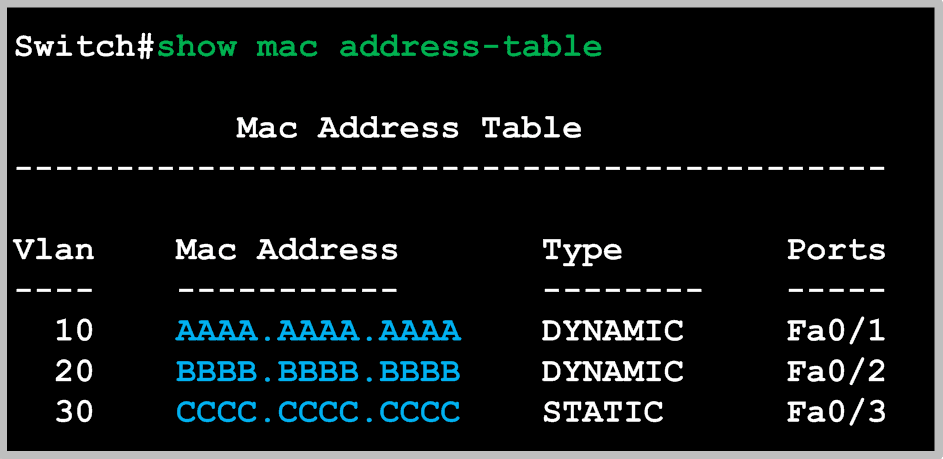 Switch#show mac address-table
Mac Address Table
-------------------------------------------
Vlan Mac Address Type Ports
---- ----------- -------- -----
10 AAAA.AAAA.AAAA DYNAMIC Fa0/1
20 BBBB.BBBB.BBBB DYNAMIC Fa0/2
30 CCCC.CCCC.CCCC STATIC Fa0/3